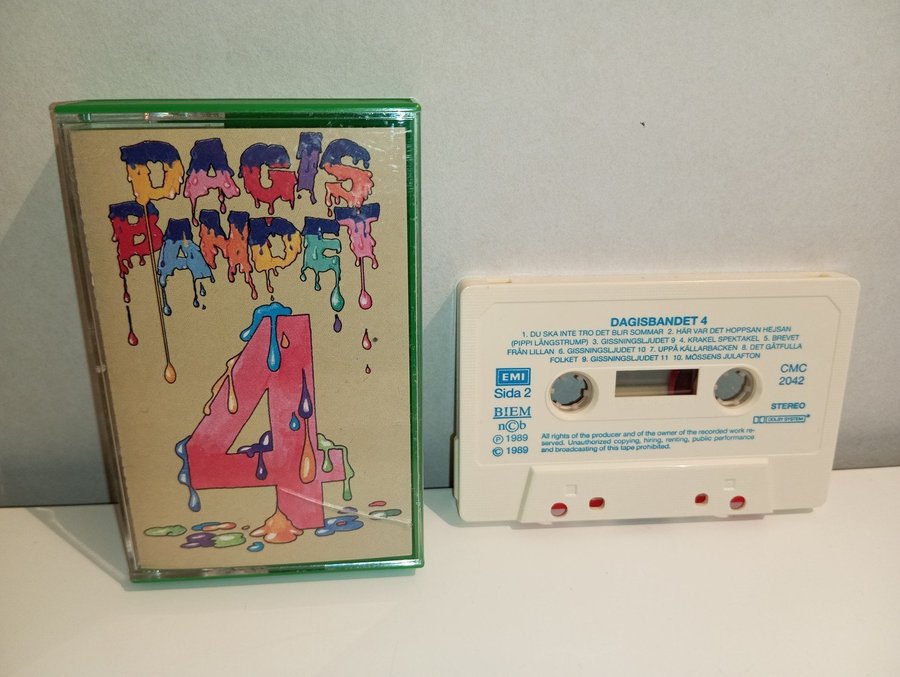 DAGIS
BANDET
4
DAGISBANDET 4
1. DU SKA INTE TRO DET BLIR SOMMAR 2. HÄR VAR DET HOPPSAN HEJSAN
(PIPPI LÅNGSTRUMP) 3. GISSNINGSLJUDET 9 4. KRAKEL SPEKTAKEL 5. BREVET
FRÅN LILLAN 6. GISSNINGSLJUDET 10 7. UPPÅ KÄLLARBACKEN 8. DET GÅTFULLA
FOLKET 9. GISSNINGSLJUDET 11 10. MÖSSENS JULAFTON
EMI
Sida 2
BIEM
n©b
℗ 1989
© 1989
CMC
2042
STEREO
DOLBY SYSTEM
All rights of the producer and of the owner of the recorded work re-
served. Unauthorized copying, hiring, renting, public performance
and broadcasting of this tape prohibited.